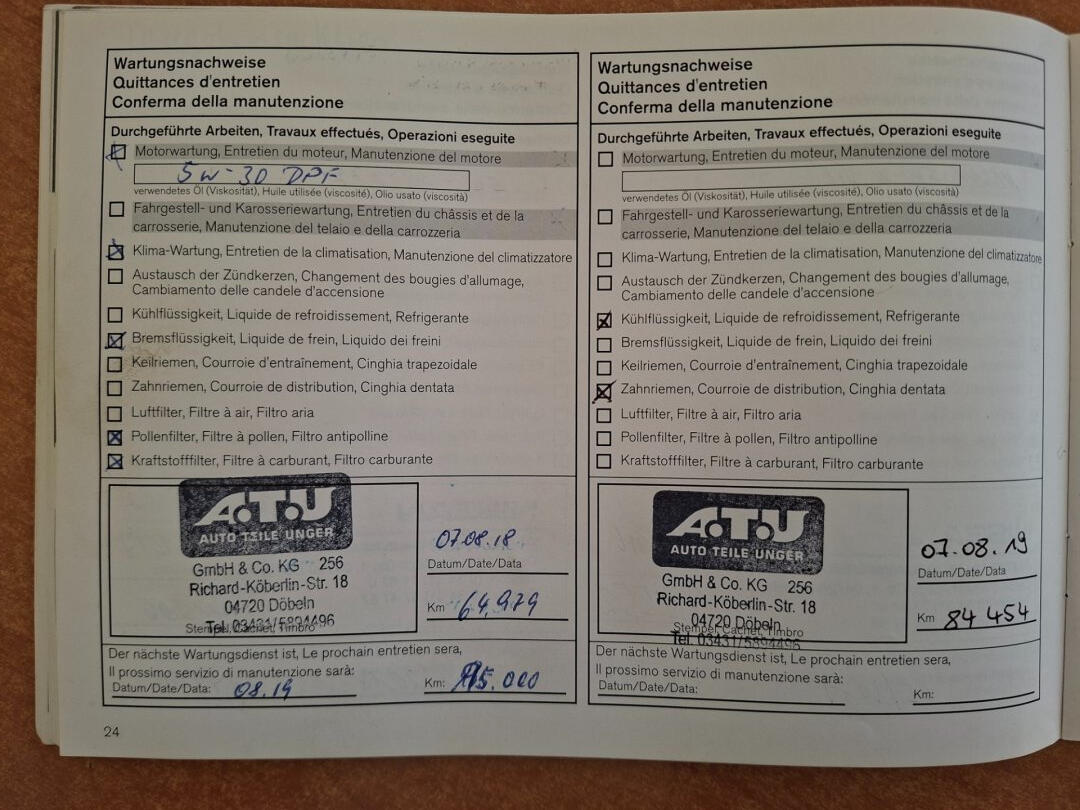 Wartungsnachweise
Quittances d'entretien
Conferma della manutenzione
Durchgeführte Arbeiten, Travaux effectués, Operazioni eseguite
Motorwartung, Entretien du moteur, Manutenzione del motore
5W-30 DPF
verwendetes Öl (Viskosität), Huile utilisée (viscosité), Olio usato (viscosità)
Fahrgestell- und Karosseriewartung, Entretien du châssis et de la
carrosserie, Manutenzione del telaio e della carrozzeria
Klima-Wartung, Entretien de la climatisation, Manutenzione del climatizzatore
Austausch der Zündkerzen, Changement des bougies d'allumage,
Cambiamento delle candele d'accensione
Kühlflüssigkeit, Liquide de refroidissement, Refrigerante
Bremsflüssigkeit, Liquide de frein, Liquido dei freini
Keilriemen, Courroie d'entraînement, Cinghia trapezoidale
Zahnriemen, Courroie de distribution, Cinghia dentata
Luftfilter, Filtre à air, Filtro aria
Pollenfilter, Filtre à pollen, Filtro antipolline
Kraftstofffilter, Filtre à carburant, Filtro carburante
A.T.U
AUTO TEILE UNGER
GmbH & Co. KG 256
Richard-Köberlin-Str. 18
04720 Döbeln
Tel. 03431/5894496
Stempel, Cachet, Timbro
07.08.18
Datum/Date/Data
Km 64.979
Der nächste Wartungsdienst ist, Le prochain entretien sera,
Il prossimo servizio di manutenzione sarà:
Datum/Date/Data: 08.19
Km:
24
Wartungsnachweise
Quittances d'entretien
Conferma della manutenzione
Durchgeführte Arbeiten, Travaux effectués, Operazioni eseguite
Motorwartung, Entretien du moteur, Manutenzione del motore
verwendetes Öl (Viskosität), Huile utilisée (viscosité), Olio usato (viscosità)
Fahrgestell- und Karosseriewartung, Entretien du châssis et de la
carrosserie, Manutenzione del telaio e della carrozzeria
Klima-Wartung, Entretien de la climatisation, Manutenzione del climatizzatore
Austausch der Zündkerzen, Changement des bougies d'allumage,
Cambiamento delle candele d'accensione
Kühlflüssigkeit, Liquide de refroidissement, Refrigerante
Bremsflüssigkeit, Liquide de frein, Liquido dei freini
Keilriemen, Courroie d'entraînement, Cinghia trapezoidale
Zahnriemen, Courroie de distribution, Cinghia dentata
Luftfilter, Filtre à air, Filtro aria
Pollenfilter, Filtre à pollen, Filtro antipolline
Kraftstofffilter, Filtre à carburant, Filtro carburante
A.T.U
AUTO TEILE UNGER
GmbH & Co. KG 256
Richard-Köberlin-Str. 18
04720 Döbeln
Stempel, Cachet, Timbro
Tel. 03431/5894496
07.08.19
Datum/Date/Data
Km 84 454
Der nächste Wartungsdienst ist, Le prochain entretien sera,
Il prossimo servizio di manutenzione sarà:
Datum/Date/Data:
Km: